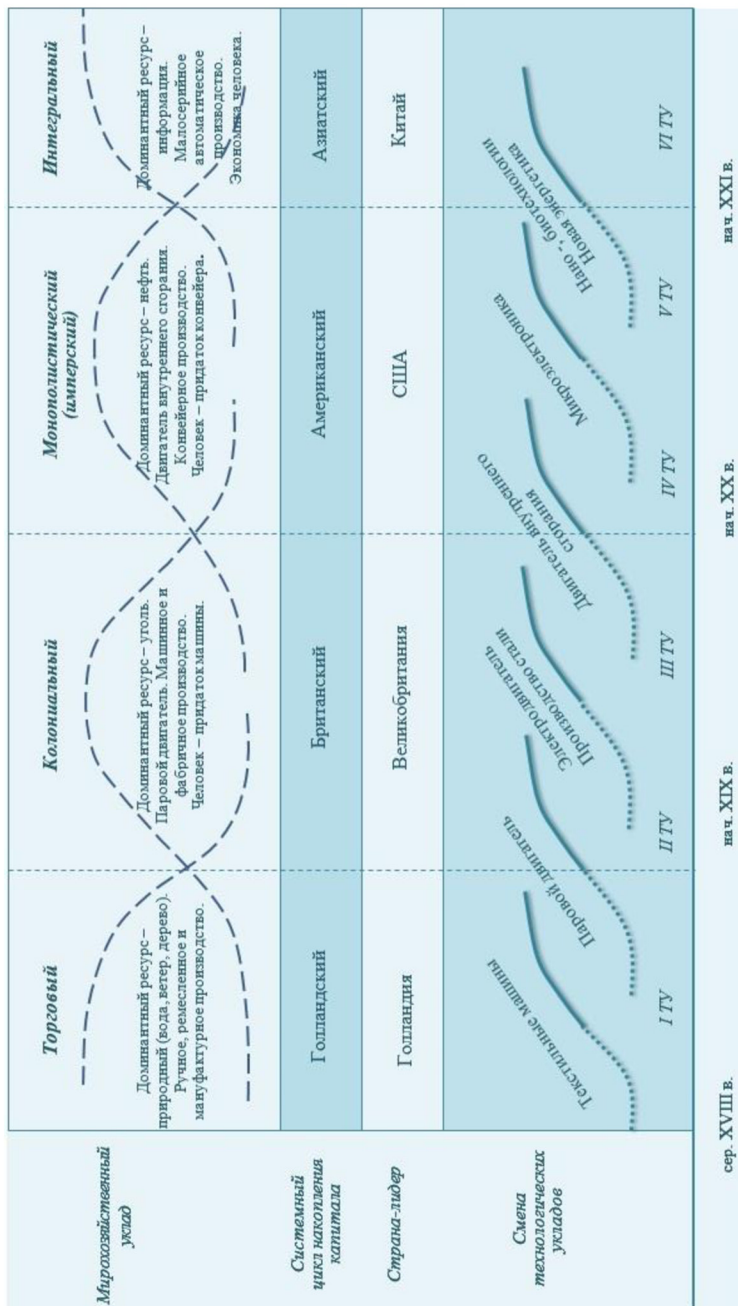 Мирохозяйственный
уклад
Торговый
Колониальный
Монополистический
(имперский)
Интегральный
Доминантный ресурс –
природный (вода, ветер, дерево).
Ручное, ремесленное и
мануфактурное производство.
Доминантный ресурс – уголь.
Паровой двигатель. Машинное и
фабричное производство.
Человек – придаток машины.
Доминантный ресурс – нефть.
Двигатель внутреннего сгорания.
Конвейерное производство.
Человек – придаток конвейера.
Доминантный ресурс –
информация.
Малосерийное
автоматическое
производство.
Экономика человека.
Системный
цикл накопления
капитала
Голландский
Британский
Американский
Азиатский
Страна-лидер
Голландия
Великобритания
США
Китай
Смена
технологических
укладов
Текстильные машины
Паровой двигатель
Электродвигатель
Производство стали
Двигатель внутреннего
сгорания
Микроэлектроника
Нано-, биотехнологии
Новая энергетика
I ТУ
II ТУ
III ТУ
IV ТУ
V ТУ
VI ТУ
сер. XVIII в.
нач. XIX в.
нач. XX в.
нач. XXI в.